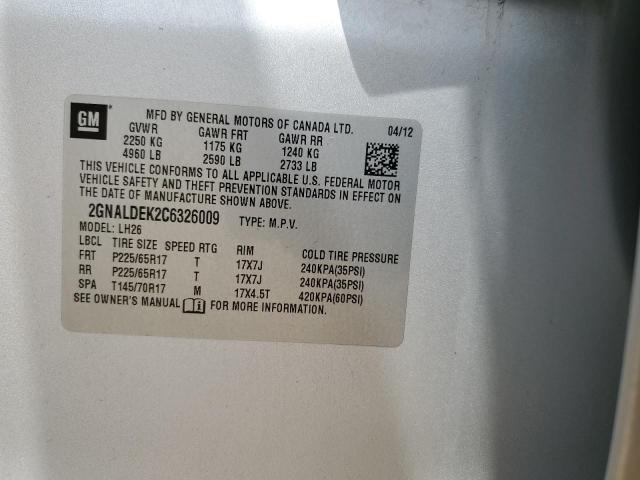 GM
MFD BY GENERAL MOTORS OF CANADA LTD. 04/12
GVWR GAWR FRT GAWR RR
2250 KG 1175 KG 1240 KG
4960 LB 2590 LB 2733 LB
THIS VEHICLE CONFORMS TO ALL APPLICABLE U.S. FEDERAL MOTOR
VEHICLE SAFETY AND THEFT PREVENTION STANDARDS IN EFFECT ON
THE DATE OF MANUFACTURE SHOWN ABOVE.
2GNALDEK2C6326009 TYPE: M.P.V.
MODEL: LH26
LBCL TIRE SIZE SPEED RTG RIM COLD TIRE PRESSURE
FRT P225/65R17 T 17X7J 240KPA(35PSI)
RR P225/65R17 T 17X7J 240KPA(35PSI)
SPA T145/70R17 M 17X4.5T 420KPA(60PSI)
SEE OWNER'S MANUAL FOR MORE INFORMATION.